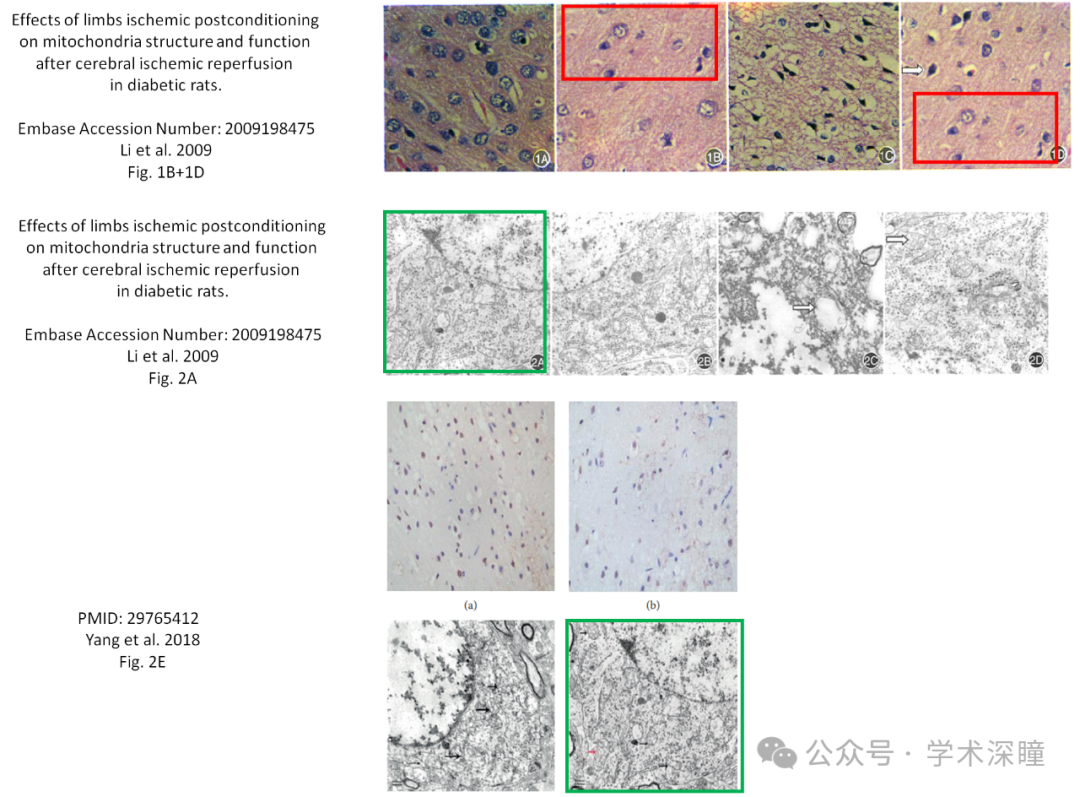 Effects of limbs ischemic postconditioning
on mitochondria structure and function
after cerebral ischemic reperfusion
in diabetic rats.
Embase Accession Number: 2009198475
Li et al. 2009
Fig. 1B+1D
1A
1B
1C
1D
Effects of limbs ischemic postconditioning
on mitochondria structure and function
after cerebral ischemic reperfusion
in diabetic rats.
Embase Accession Number: 2009198475
Li et al. 2009
Fig. 2A
2A
2B
2C
2D
(a)
(b)
PMID: 29765412
Yang et al. 2018
Fig. 2E
公众号 · 学术深瞳